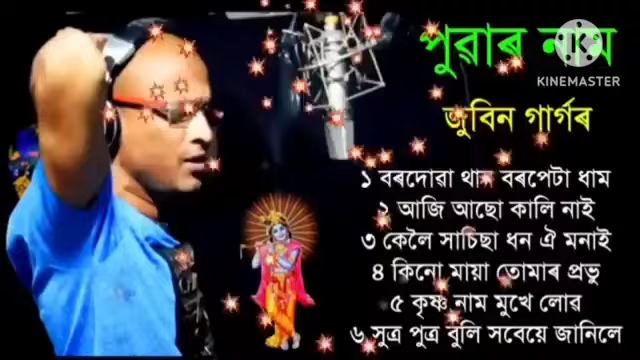 পুৱাৰ নাম
KINEMASTER
জুবিন গাৰ্গৰ
১ বৰদোৱা থান বৰপেটা ধাম
২ আজি আছো কালি নাই
৩ কেলৈ সাচিছা ধন ঐ মনাই
৪ কিনো মায়া তোমাৰ প্ৰভু
৫ কৃষ্ণ নাম মুখে লোৱ
৬ সুত্ৰ পুত্ৰ বুলি সবেয়ে জানিলে